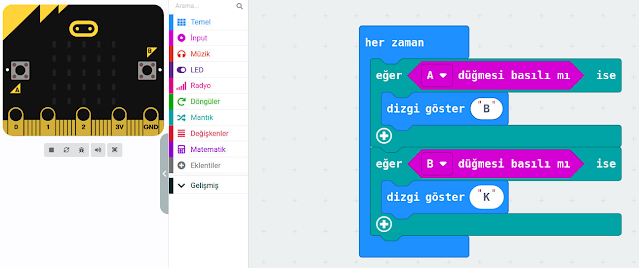 Arama...
B
A
0 1 2 3V GND
Temel
Input
Müzik
LED
Radyo
Döngüler
Mantık
Değişkenler
Matematik
Eklentiler
Gelişmiş
her zaman
eğer A düğmesi basılı mı ise
dizgi göster "B"
eğer B düğmesi basılı mı ise
dizgi göster "K"